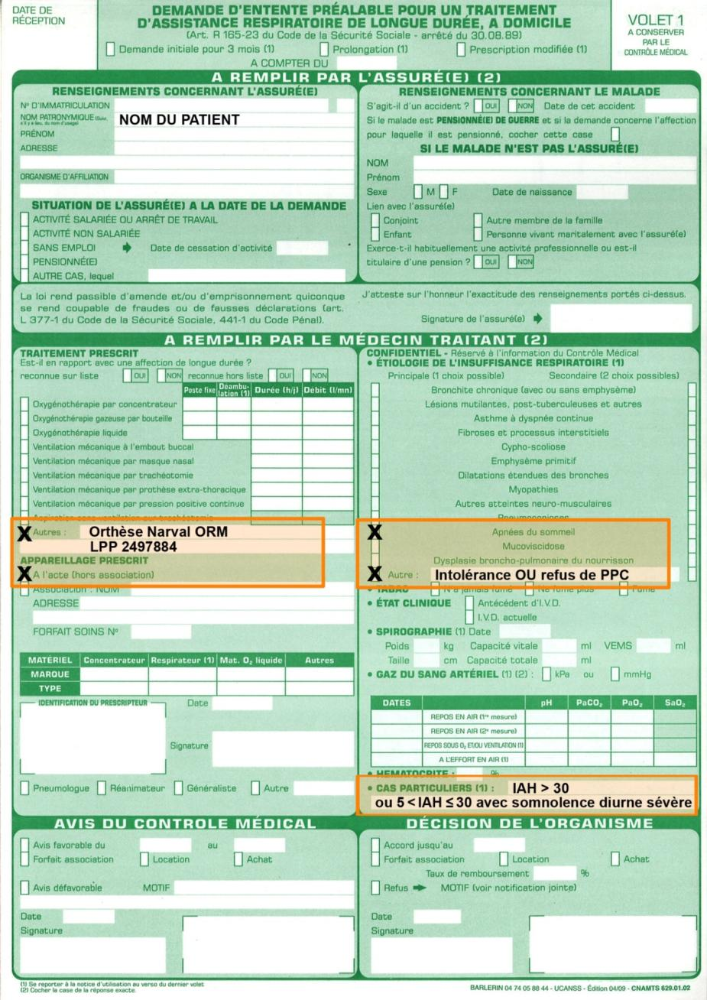 DATE DE
RÉCEPTION
DEMANDE D'ENTENTE PRÉALABLE POUR UN TRAITEMENT
D'ASSISTANCE RESPIRATOIRE DE LONGUE DURÉE, A DOMICILE
(Art. R 165-23 du Code de la Sécurité Sociale - arrêté du 30.08.89)
Demande initiale pour 3 mois (1) Prolongation (1) Prescription modifiée (1)
A COMPTER DU
VOLET 1
A CONSERVER
PAR LE
CONTRÔLE MÉDICAL
A REMPLIR PAR L'ASSURÉ(E) (2)
RENSEIGNEMENTS CONCERNANT L'ASSURÉ(E)
N° D'IMMATRICULATION
NOM PATRONYMIQUE (Suivi, s'il y a lieu, du nom d'usage) NOM DU PATIENT
PRÉNOM
ADRESSE
ORGANISME D'AFFILIATION
SITUATION DE L'ASSURÉ(E) A LA DATE DE LA DEMANDE
ACTIVITÉ SALARIÉE OU ARRÊT DE TRAVAIL
ACTIVITÉ NON SALARIÉE
SANS EMPLOI Date de cessation d'activité
PENSIONNÉ(E)
AUTRE CAS, lequel
RENSEIGNEMENTS CONCERNANT LE MALADE
S'agit-il d'un accident ? OUI NON Date de cet accident
Si le malade est PENSIONNÉ(E) DE GUERRE et si la demande concerne l'affection
pour laquelle il est pensionné, cocher cette case
SI LE MALADE N'EST PAS L'ASSURÉ(E)
NOM
Prénom
Sexe M F Date de naissance
Lien avec l'assuré(e)
Conjoint Autre membre de la famille
Enfant Personne vivant maritalement avec l'assuré(e)
Exerce-t-il habituellement une activité professionnelle ou est-il
titulaire d'une pension ? OUI NON
La loi rend passible d'amende et/ou d'emprisonnement quiconque
se rend coupable de fraudes ou de fausses déclarations (art.
L 377-1 du Code de la Sécurité Sociale, 441-1 du Code Pénal).
J'atteste sur l'honneur l'exactitude des renseignements portés ci-dessus.
Signature de l'assuré(e)
A REMPLIR PAR LE MÉDECIN TRAITANT (2)
TRAITEMENT PRESCRIT
Est-il en rapport avec une affection de longue durée ?
reconnue sur liste OUI NON reconnue hors liste OUI NON
Poste fixe Déambulation (1) Durée (h/j) Débit (l/mn)
Oxygénothérapie par concentrateur
Oxygénothérapie gazeuse par bouteille
Oxygénothérapie liquide
Ventilation mécanique à l'embout buccal
Ventilation mécanique par masque nasal
Ventilation mécanique par trachéotomie
Ventilation mécanique par prothèse extra-thoracique
Ventilation mécanique par pression positive continue
Aspiration sans ventilation sur trachéotomie
X Autres : Orthèse Narval ORM
LPP 2497884
APPAREILLAGE PRESCRIT
X A l'acte (hors association)
Association : NOM
ADRESSE
FORFAIT SOINS N°
MATÉRIEL Concentrateur Respirateur (1) Mat. O₂ liquide Autres
MARQUE
TYPE
IDENTIFICATION DU PRESCRIPTEUR
Date
Signature
Pneumologue Réanimateur Généraliste Autre
CONFIDENTIEL - Réservé à l'information du Contrôle Médical
• ÉTIOLOGIE DE L'INSUFFISANCE RESPIRATOIRE (1)
Principale (1 choix possible) Secondaire (2 choix possibles)
Bronchite chronique (avec ou sans emphysème)
Lésions mutilantes, post-tuberculeuses et autres
Asthme à dyspnée continue
Fibroses et processus interstitiels
Cypho-scoliose
Emphysème primitif
Dilatations étendues des bronches
Myopathies
Autres atteintes neuro-musculaires
Pneumoconioses
X Apnées du sommeil
Mucoviscidose
Dysplasie broncho-pulmonaire du nourrisson
X Autre : Intolérance OU refus de PPC
• TABAC N'a jamais fumé Ne fume plus Fume
• ÉTAT CLINIQUE Antécédent d'I.V.D.
I.V.D. actuelle
• SPIROGRAPHIE (1) Date
Poids kg Capacité vitale ml VEMS ml
Taille cm Capacité totale ml
• GAZ DU SANG ARTÉRIEL (1) (2) : kPa ou mmHg
DATES pH PaCO₂ PaO₂ SaO₂
REPOS EN AIR (1re mesure)
REPOS EN AIR (2e mesure)
REPOS SOUS O₂ ET/OU VENTILATION (1)
A L'EFFORT EN AIR (1)
• HEMATOCRITE : %
• CAS PARTICULIERS (1) : IAH > 30
ou 5 < IAH ≤ 30 avec somnolence diurne sévère
AVIS DU CONTROLE MÉDICAL
Avis favorable du au
Forfait association Location Achat
Avis défavorable MOTIF
Date
Signature
DÉCISION DE L'ORGANISME
Accord jusqu'au
Forfait association Location Achat
Taux de remboursement %
Refus MOTIF (voir notification jointe)
Date
Signature
(1) Se reporter à la notice d'utilisation au verso du dernier volet
(2) Cocher la case de la réponse exacte.
BARLERIN 04 74 05 88 44 - UCANSS - Édition 04/09 - CNAMTS 629.01.02